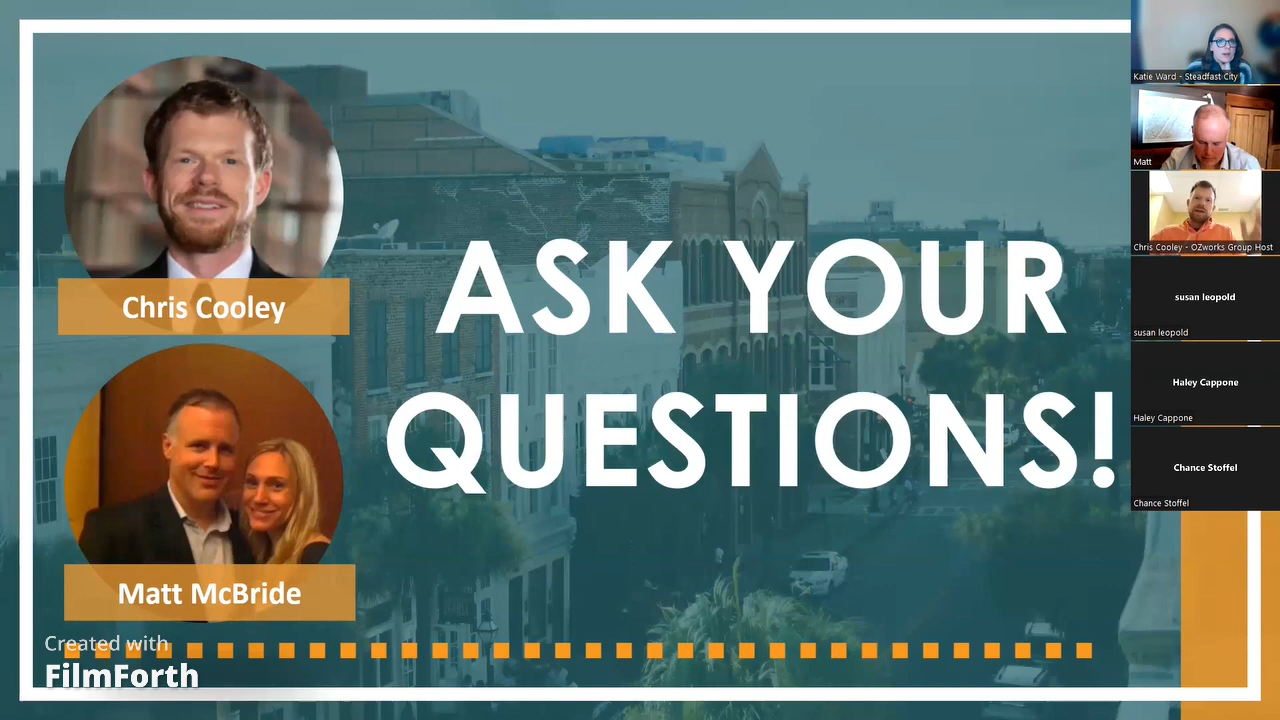 Chris Cooley
ASK YOUR
QUESTIONS!
Matt McBride
Created with
FilmForth
Katie Ward - Steadfast City
Matt
Chris Cooley - OZworks Group Host
susan leopold
susan leopold
Haley Cappone
Haley Cappone
Chance Stoffel
Chance Stoffel